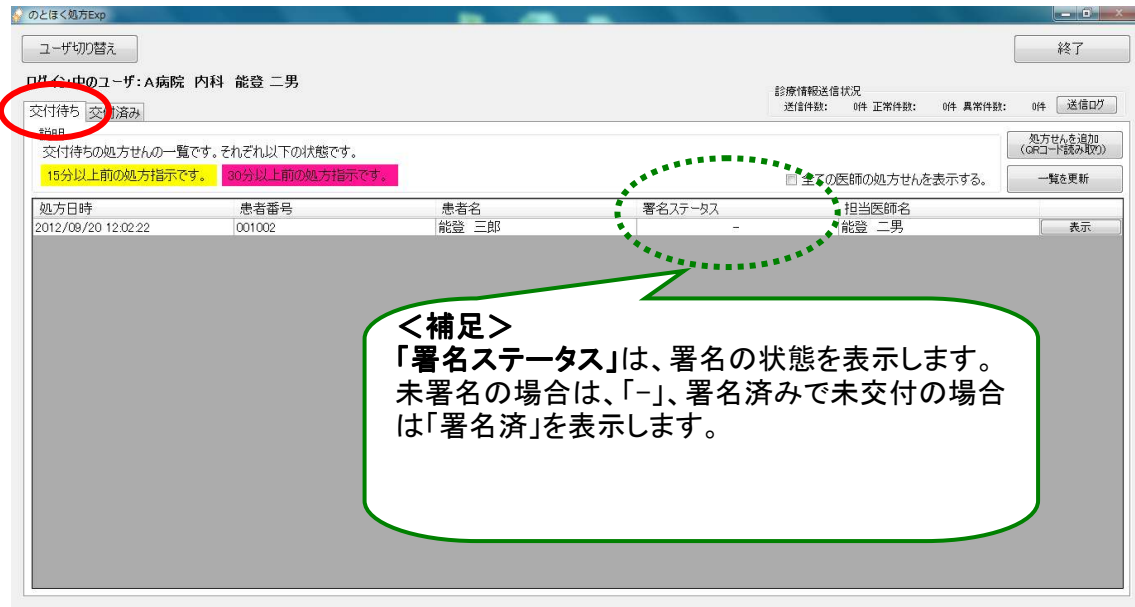 のとほく処方Exp
ユーザ切り替え
終了
ログイン中のユーザ:A病院 内科 能登 二男
診療情報送信状況
送信件数: 0件 正常件数: 0件 異常件数: 0件 送信ログ
交付待ち 交付済み
説明
交付待ちの処方せんの一覧です。それぞれ以下の状態です。
処方せんを追加
(QRコード読み取り)
15分以上前の処方指示です。 30分以上前の処方指示です。
全ての医師の処方せんを表示する。
一覧を更新
処方日時 患者番号 患者名 署名ステータス 担当医師名
2012/09/20 12:02:22 001002 能登 三郎 - 能登 二男 表示
<補足>
「署名ステータス」は、署名の状態を表示します。
未署名の場合は、「-」、署名済みで未交付の場合
は「署名済」を表示します。